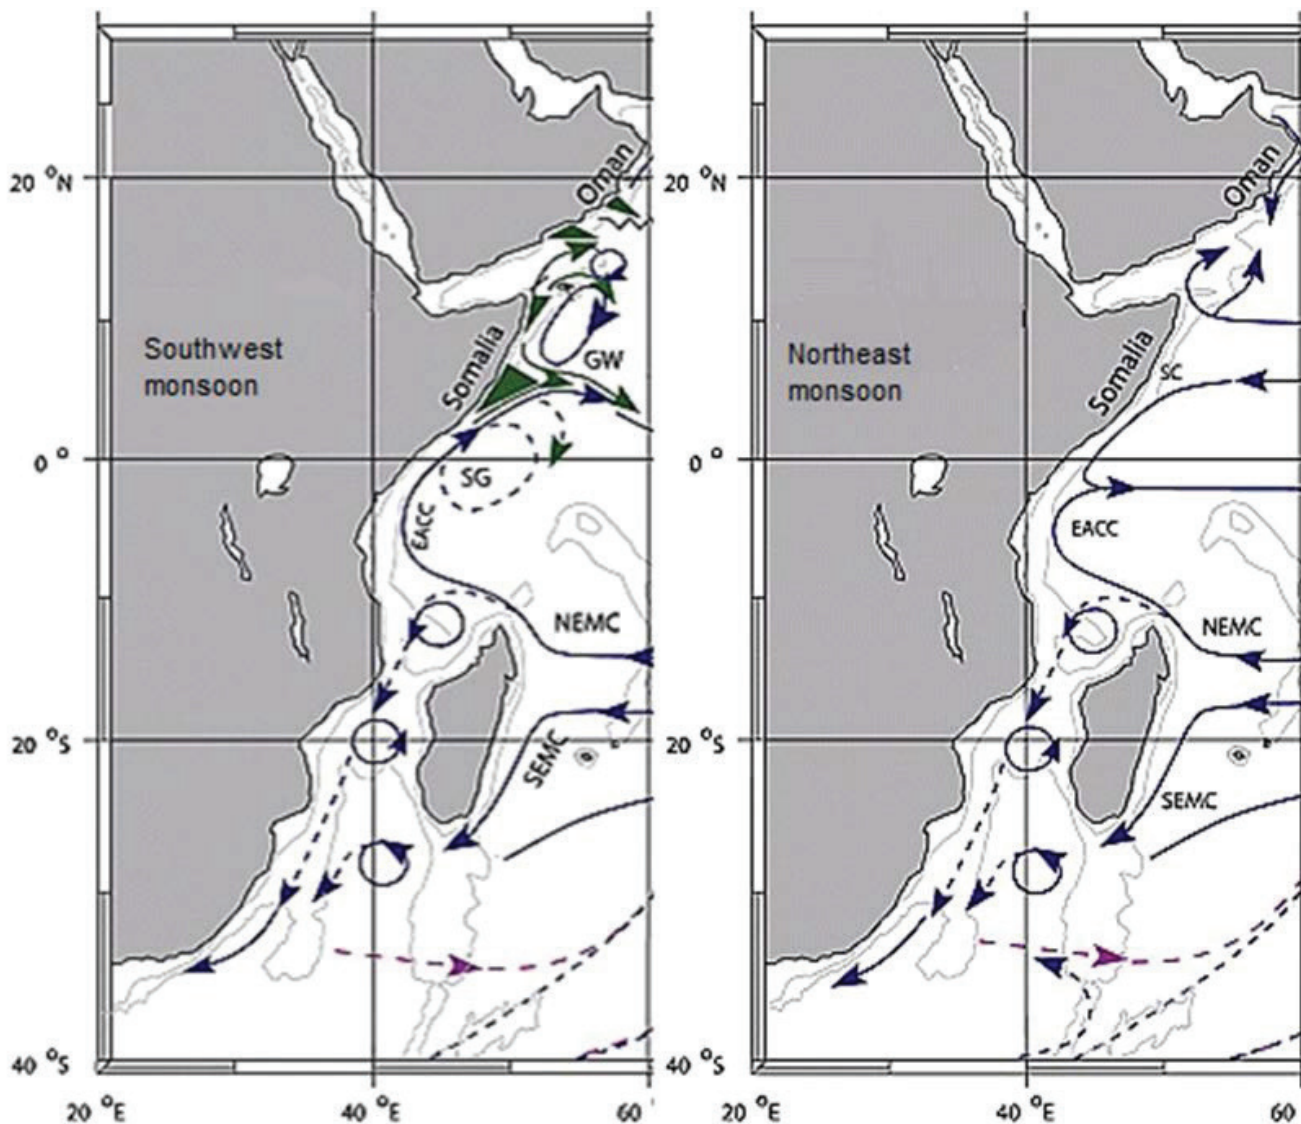 Oman
20 °N
Southwest
monsoon
Somalia
GW
0 °
SG
EACC
NEMC
20 °S
SEMC
40 °S
20 °E
40 °E
60
Oman
20 °N
Northeast
monsoon
Somalia
SC
0 °
EACC
NEMC
20 °S
SEMC
40 °S
20 °E
40 °E
60